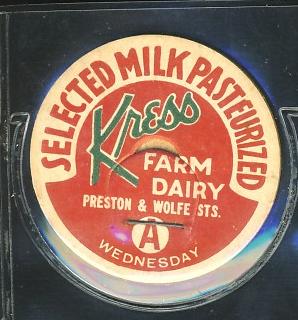 SELECTED MILK PASTEURIZED
Kress
FARM
DAIRY
PRESTON & WOLFE STS.
A
WEDNESDAY